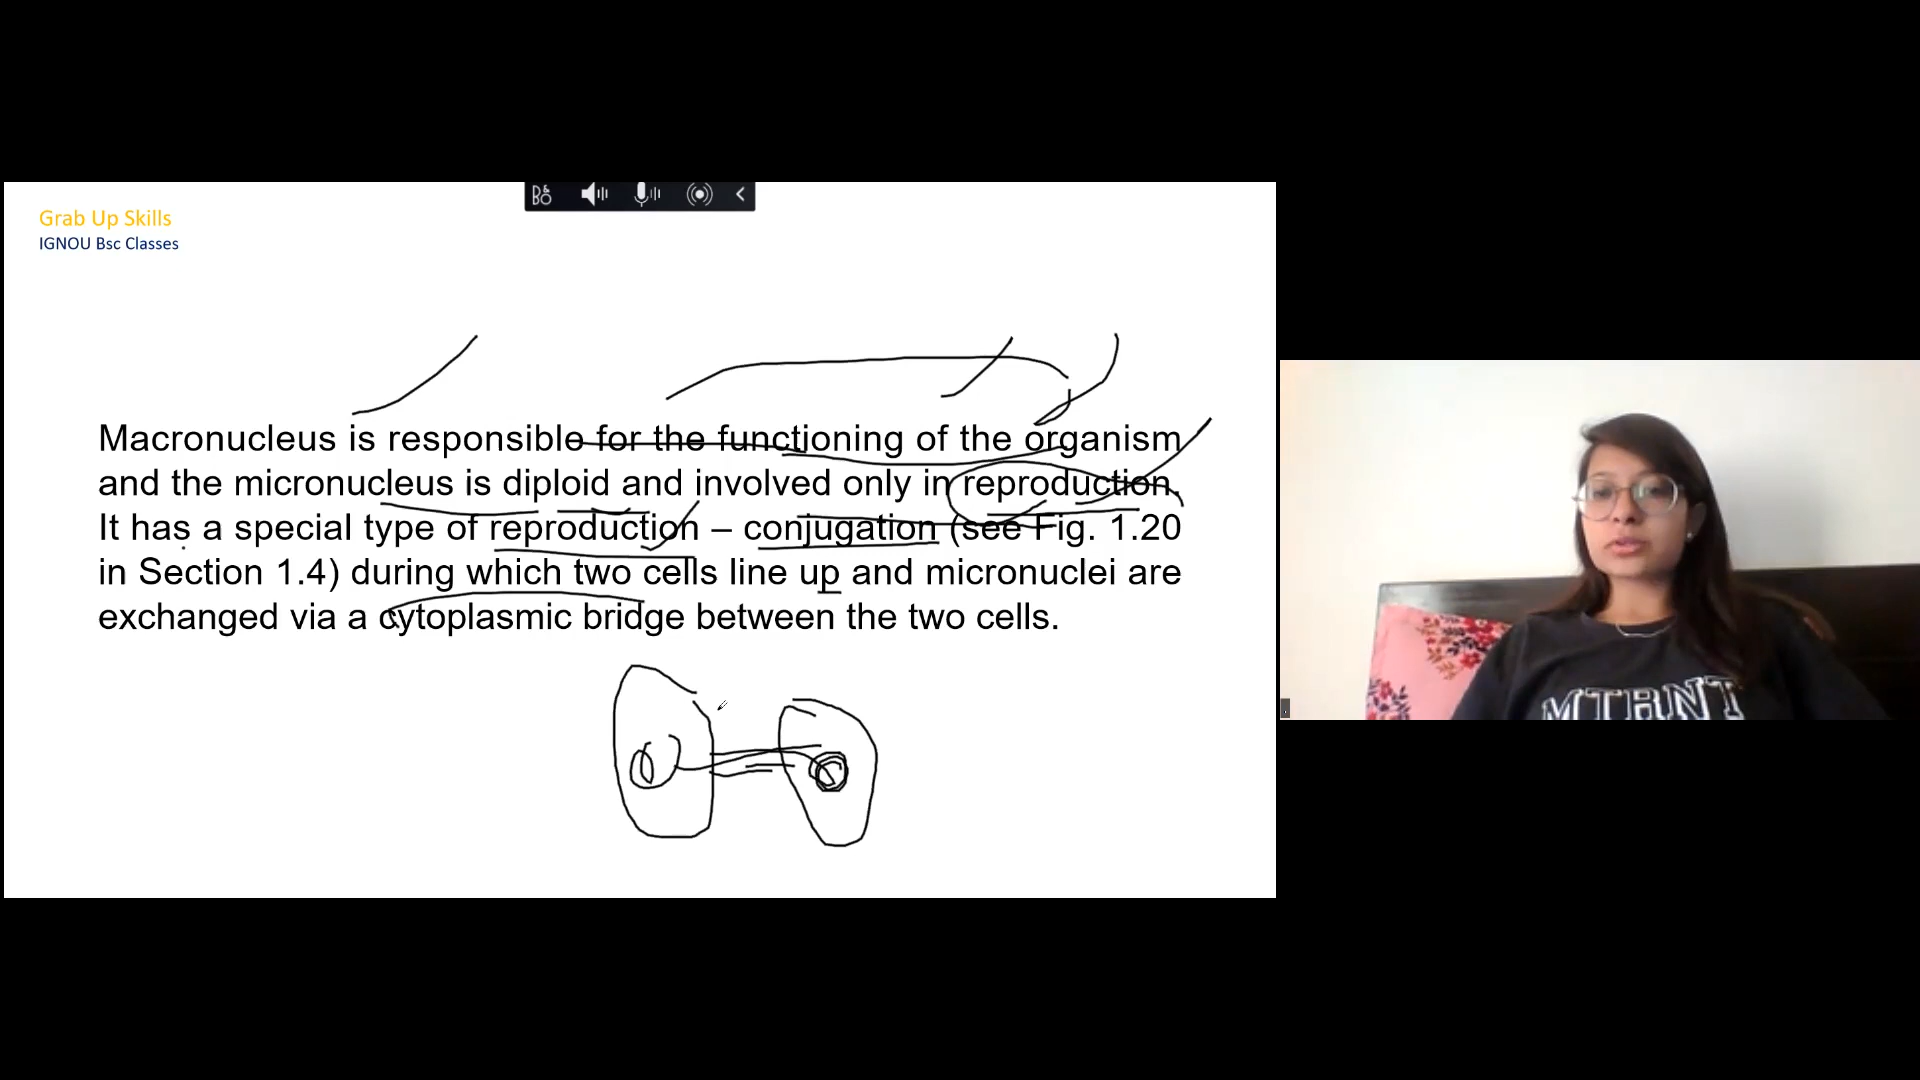 Grab Up Skills
IGNOU Bsc Classes
Macronucleus is responsible for the functioning of the organism
and the micronucleus is diploid and involved only in reproduction.
It has a special type of reproduction – conjugation (see Fig. 1.20
in Section 1.4) during which two cells line up and micronuclei are
exchanged via a cytoplasmic bridge between the two cells.
MTRNT